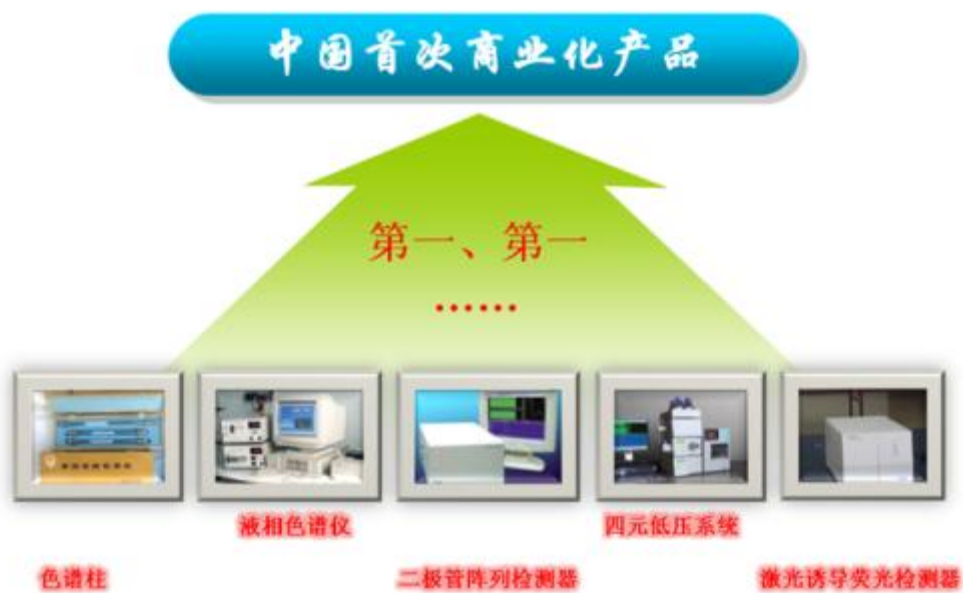 中国首次商业化产品
第一、第一
······
液相色谱仪
四元低压系统
色谱柱
二极管阵列检测器
激光诱导荧光检测器